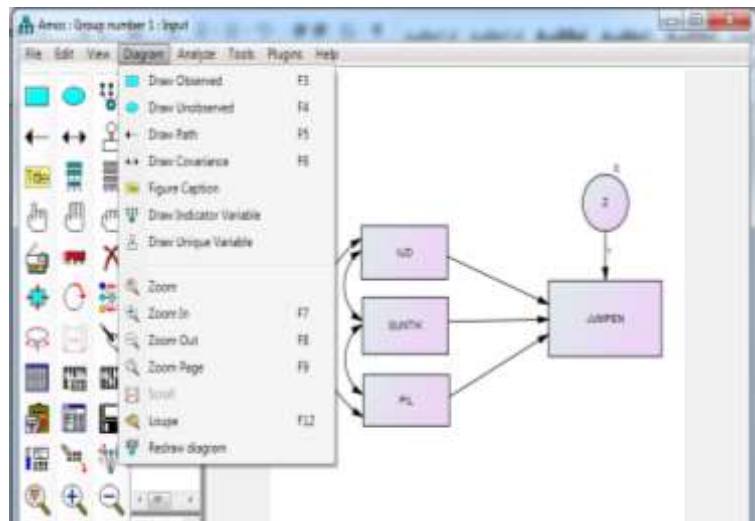 Amos : Group number 1 : Input
File Edit View Diagram Analyze Tools Plugins Help
Draw Observed F3
Draw Unobserved F4
Draw Path F5
Draw Covariance F6
Figure Caption
Draw Indicator Variable
Draw Unique Variable
Zoom
Zoom In F7
Zoom Out F8
Zoom Page F9
Scroll
Loupe F12
Redraw diagram
Title
SUNTIK
PIL